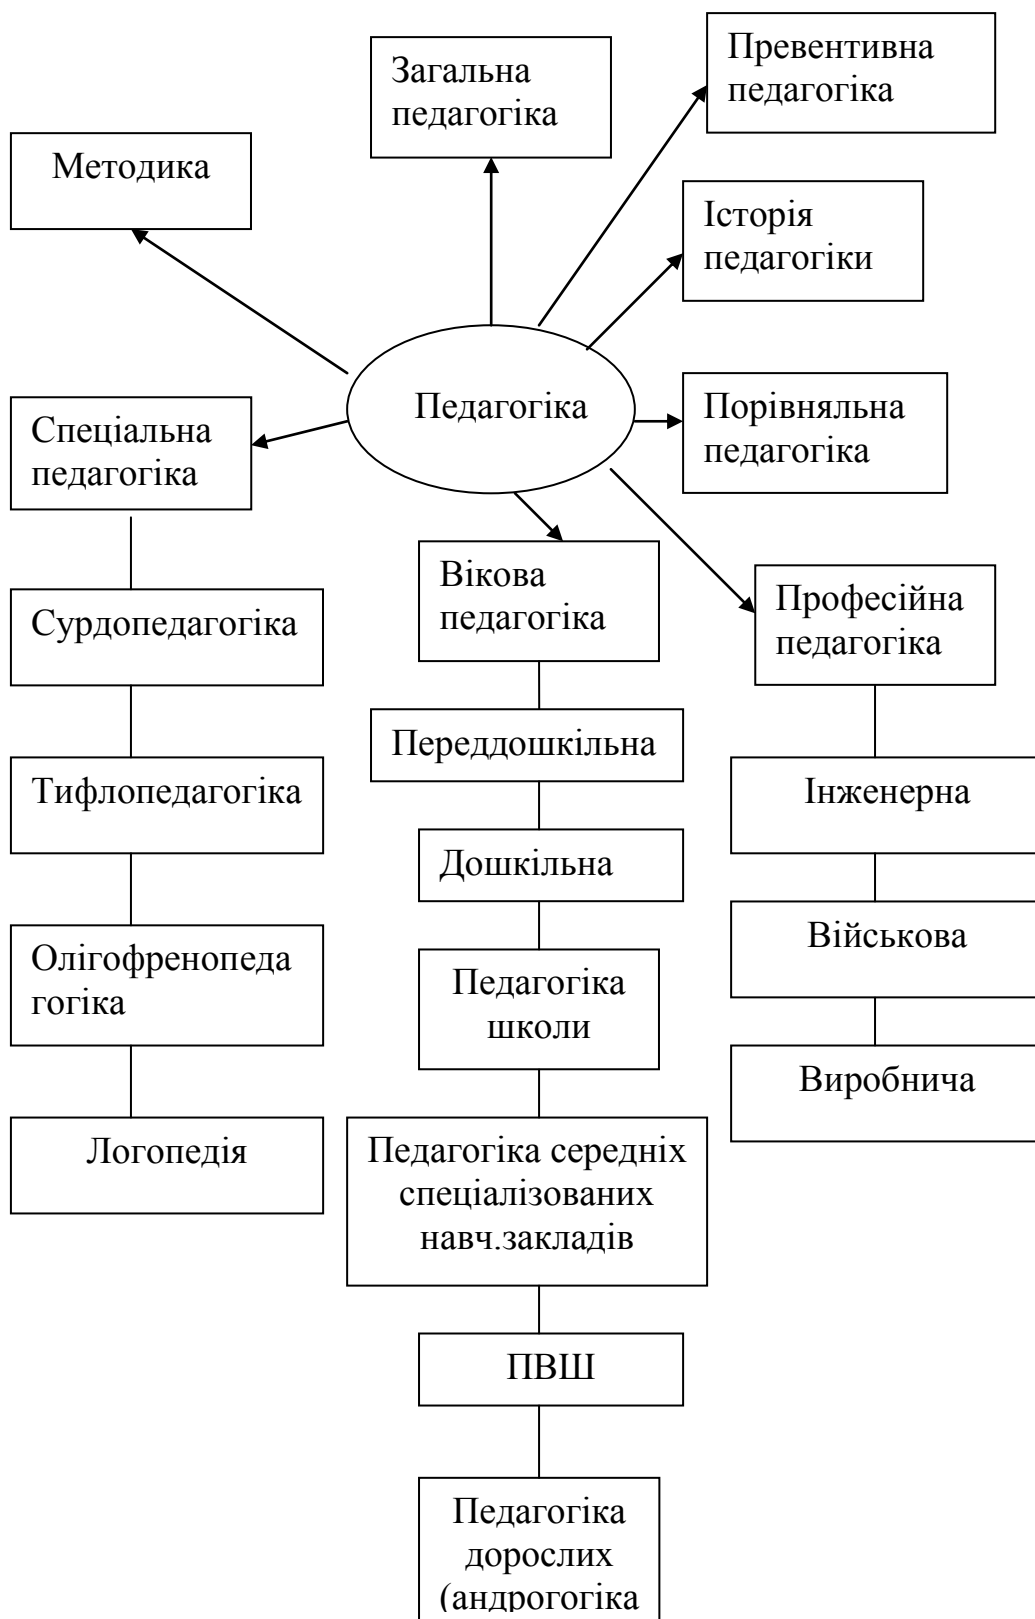 Загальна
педагогіка
Превентивна
педагогіка
Методика
Історія
педагогіки
Педагогіка
Порівняльна
педагогіка
Спеціальна
педагогіка
Вікова
педагогіка
Професійна
педагогіка
Сурдопедагогіка
Переддошкільна
Тифлопедагогіка
Інженерна
Дошкільна
Військова
Олігофренопеда
гогіка
Педагогіка
школи
Виробнича
Логопедія
Педагогіка середніх
спеціалізованих
навч.закладів
ПВШ
Педагогіка
дорослих
(андрогогіка